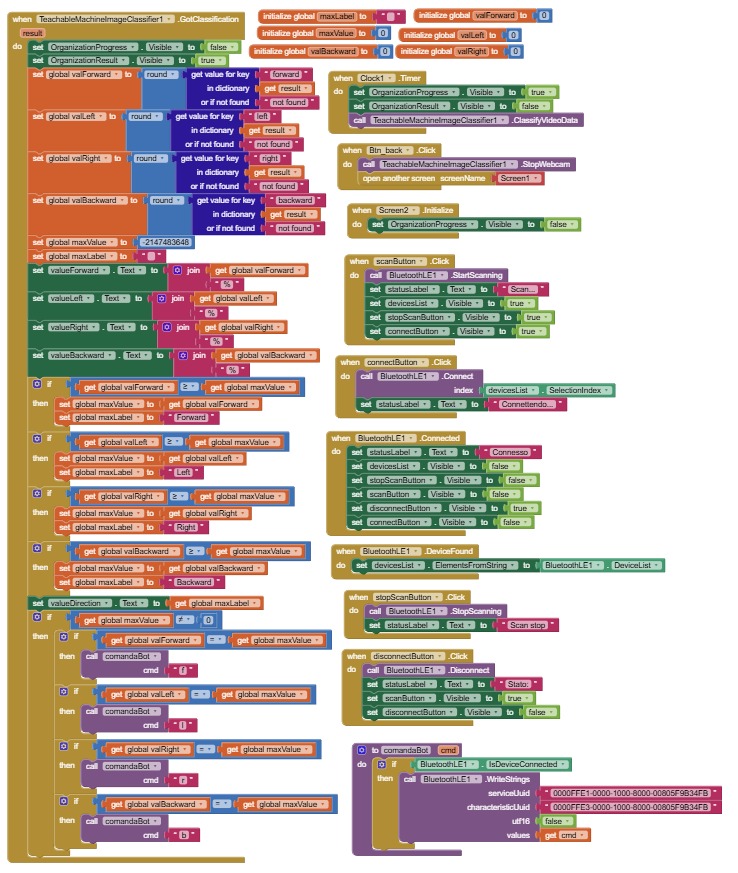 when TeachableMachineImageClassifier1 .GotClassification
result
do set OrganizationProgress . Visible to false
set OrganizationResult . Visible to true
set global valForward to round get value for key " forward "
in dictionary get result
or if not found " not found "
set global valLeft to round get value for key " left "
in dictionary get result
or if not found " not found "
set global valRight to round get value for key " right "
in dictionary get result
or if not found " not found "
set global valBackward to round get value for key " backward "
in dictionary get result
or if not found " not found "
set global maxValue to -2147483648
set global maxLabel to " "
set valueForward . Text to join get global valForward
" % "
set valueLeft . Text to join get global valLeft
" % "
set valueRight . Text to join get global valRight
" % "
set valueBackward . Text to join get global valBackward
" % "
if get global valForward ≥ get global maxValue
then set global maxValue to get global valForward
set global maxLabel to " Forward "
if get global valLeft ≥ get global maxValue
then set global maxValue to get global valLeft
set global maxLabel to " Left "
if get global valRight ≥ get global maxValue
then set global maxValue to get global valRight
set global maxLabel to " Right "
if get global valBackward ≥ get global maxValue
then set global maxValue to get global valBackward
set global maxLabel to " Backward "
set valueDirection . Text to get global maxLabel
if get global maxValue ≠ 0
then if get global valForward = get global maxValue
then call comandaBot
cmd " f "
if get global valLeft = get global maxValue
then call comandaBot
cmd " l "
if get global valRight = get global maxValue
then call comandaBot
cmd " r "
if get global valBackward = get global maxValue
then call comandaBot
cmd " b "
initialize global maxLabel to " "
initialize global valForward to 0
initialize global maxValue to 0
initialize global valLeft to 0
initialize global valBackward to 0
initialize global valRight to 0
when Clock1 .Timer
do set OrganizationProgress . Visible to true
set OrganizationResult . Visible to false
call TeachableMachineImageClassifier1 .ClassifyVideoData
when Btn_back .Click
do call TeachableMachineImageClassifier1 .StopWebcam
open another screen screenName Screen1
when Screen2 .Initialize
do set OrganizationProgress . Visible to false
when scanButton .Click
do call BluetoothLE1 .StartScanning
set statusLabel . Text to " Scan... "
set devicesList . Visible to true
set stopScanButton . Visible to true
set connectButton . Visible to true
when connectButton .Click
do call BluetoothLE1 .Connect
index devicesList . SelectionIndex
set statusLabel . Text to " Connettendo... "
when BluetoothLE1 .Connected
do set statusLabel . Text to " Connesso "
set devicesList . Visible to false
set stopScanButton . Visible to false
set scanButton . Visible to false
set disconnectButton . Visible to true
set connectButton . Visible to false
when BluetoothLE1 .DeviceFound
do set devicesList . ElementsFromString to BluetoothLE1 . DeviceList
when stopScanButton .Click
do call BluetoothLE1 .StopScanning
set statusLabel . Text to " Scan stop "
when disconnectButton .Click
do call BluetoothLE1 .Disconnect
set statusLabel . Text to " Stato: "
set scanButton . Visible to true
set disconnectButton . Visible to false
to comandaBot cmd
do if BluetoothLE1 . IsDeviceConnected
then call BluetoothLE1 .WriteStrings
serviceUuid " 0000FFE1-0000-1000-8000-00805F9B34FB "
characteristicUuid " 0000FFE3-0000-1000-8000-00805F9B34FB "
utf16 false
values get cmd